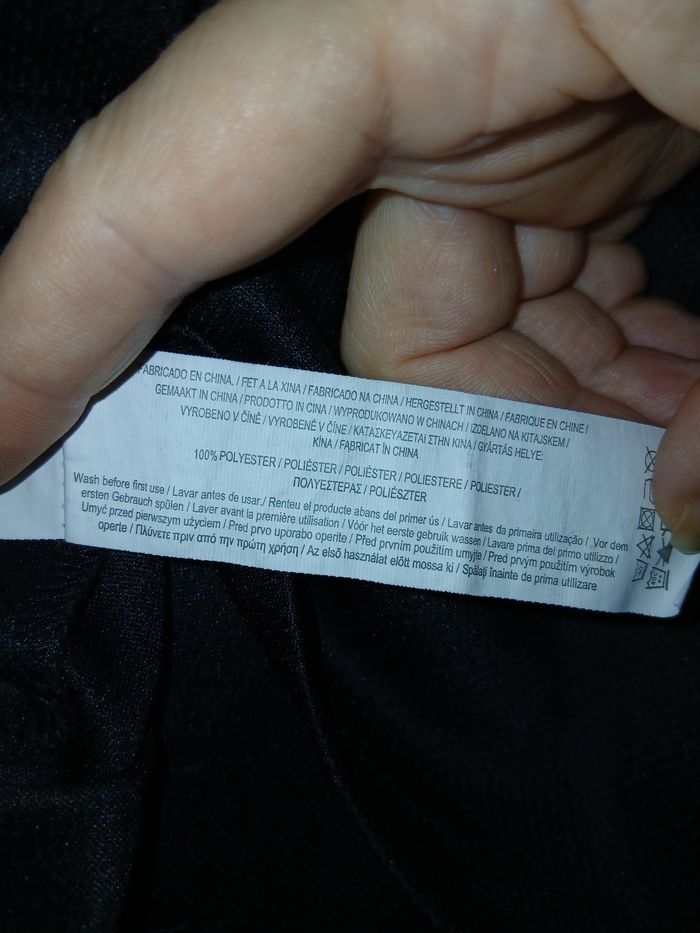 FABRICADO EN CHINA. / FET A LA XINA / FABRICADO NA CHINA / HERGESTELLT IN CHINA / FABRIQUE EN CHINE /
GEMAAKT IN CHINA / PRODOTTO IN CINA / WYPRODUKOWANO W CHINACH / IZDELANO NA KITAJSKEM /
VYROBENO V ČÍNĚ / VYROBENÉ V ČÍNE / ΚΑΤΑΣΚΕΥΑΖΕΤΑΙ ΣΤΗΝ ΚΙΝΑ / GYÁRTÁS HELYE:
KÍNA / FABRICAT ÎN CHINA
100% POLYESTER / POLIÉSTER / POLIÈSTER / POLIESTERE / POLIESTER /
ΠΟΛΥΕΣΤΕΡΑΣ / POLIÉSZTER
Wash before first use / Lavar antes de usar./ Renteu el producte abans del primer ús / Lavar antes da primeira utilização / Vor dem
ersten Gebrauch spülen / Laver avant la première utilisation / Vóór het eerste gebruik wassen / Lavare prima del primo utilizzo /
Umyć przed pierwszym użyciem / Pred prvo uporabo operite / Před prvním použitím umyjte / Pred prvým použitím výrobok
operte / Πλύνετε πριν από την πρώτη χρήση / Az első használat előtt mossa ki / Spălați înainte de prima utilizare